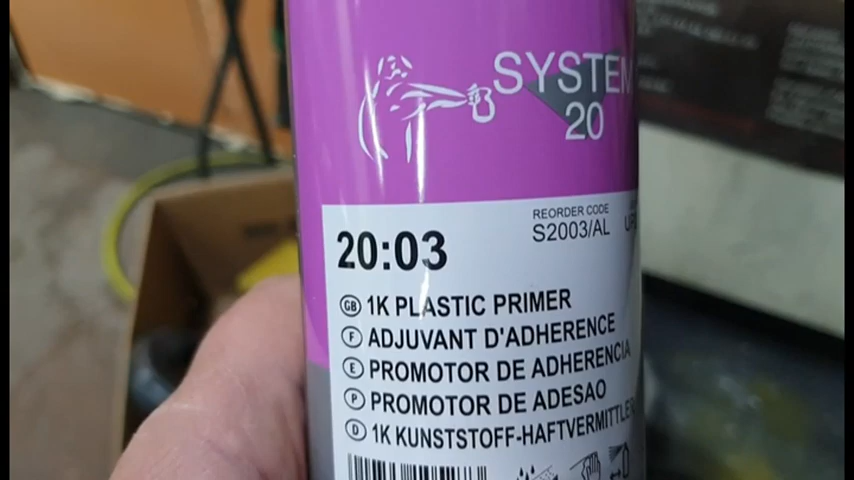 SYSTEM
20
REORDER CODE
S2003/AL
20:03
GB 1K PLASTIC PRIMER
F ADJUVANT D'ADHERENCE
E PROMOTOR DE ADHERENCIA
P PROMOTOR DE ADESAO
D 1K KUNSTSTOFF-HAFTVERMITTLER